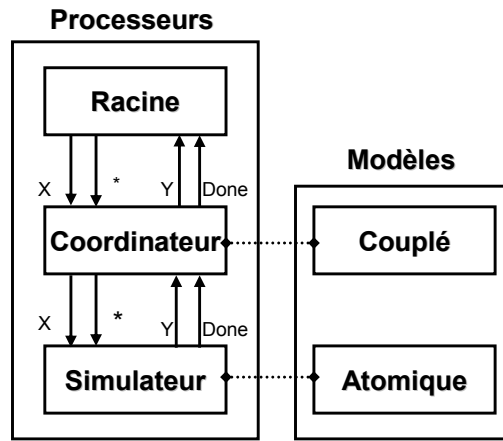 Processeurs
Racine
X * Y Done
Modèles
Coordinateur Couplé
X * Y Done
Simulateur Atomique